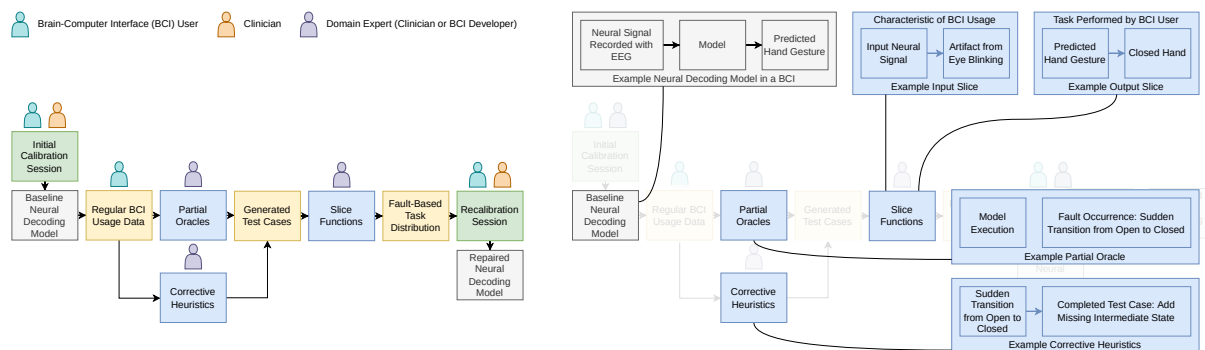 Brain-Computer Interface (BCI) User
Clinician
Domain Expert (Clinician or BCI Developer)
Initial
Calibration
Session
Baseline
Neural
Decoding
Model
Regular BCI
Usage Data
Partial
Oracles
Generated
Test Cases
Slice
Functions
Fault-Based
Task
Distribution
Recalibration
Session
Repaired
Neural
Decoding
Model
Corrective
Heuristics
Neural Signal
Recorded with
EEG
Model
Predicted
Hand Gesture
Example Neural Decoding Model in a BCI
Characteristic of BCI Usage
Input Neural
Signal
Artifact from
Eye Blinking
Example Input Slice
Task Performed by BCI User
Predicted
Hand Gesture
Closed Hand
Example Output Slice
Initial
Calibration
Session
Baseline
Neural
Decoding
Model
Regular BCI
Usage Data
Partial
Oracles
Generated
Test Cases
Slice
Functions
Model
Execution
Fault Occurrence: Sudden
Transition from Open to Closed
Example Partial Oracle
Neural
Corrective
Heuristics
Sudden
Transition
from Open to
Closed
Completed Test Case: Add
Missing Intermediate State
Example Corrective Heuristics